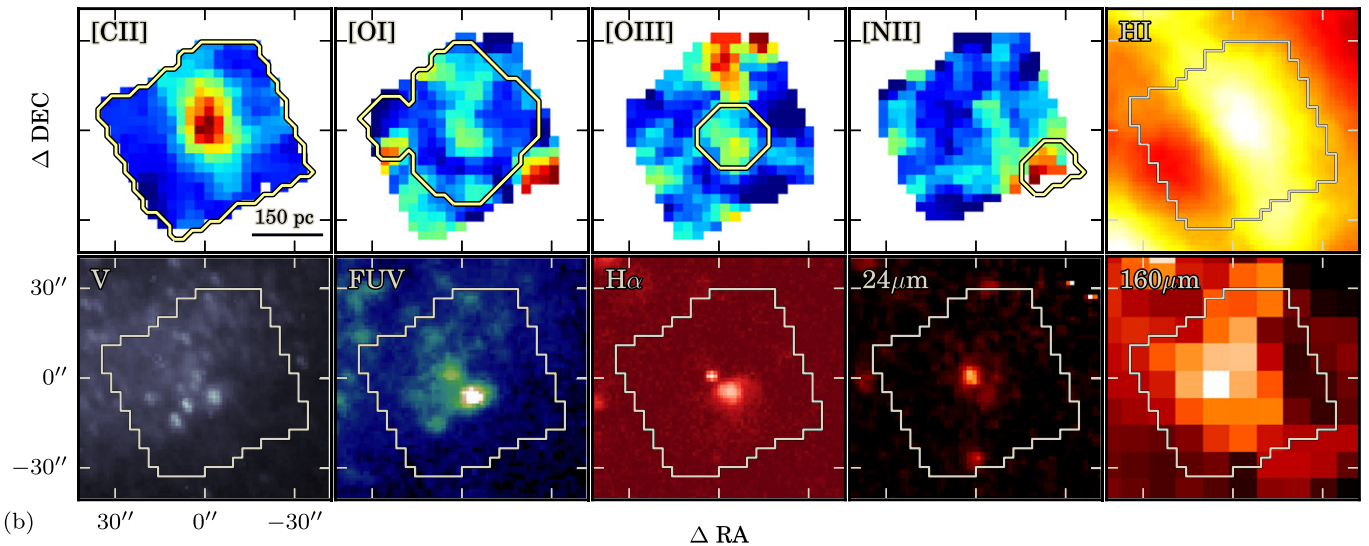 [CII] [OI] [OIII] [NII] HI
Δ DEC
150 pc
V FUV Hα 24μm 160μm
30″
0″
−30″
(b) 30″ 0″ −30″
Δ RA